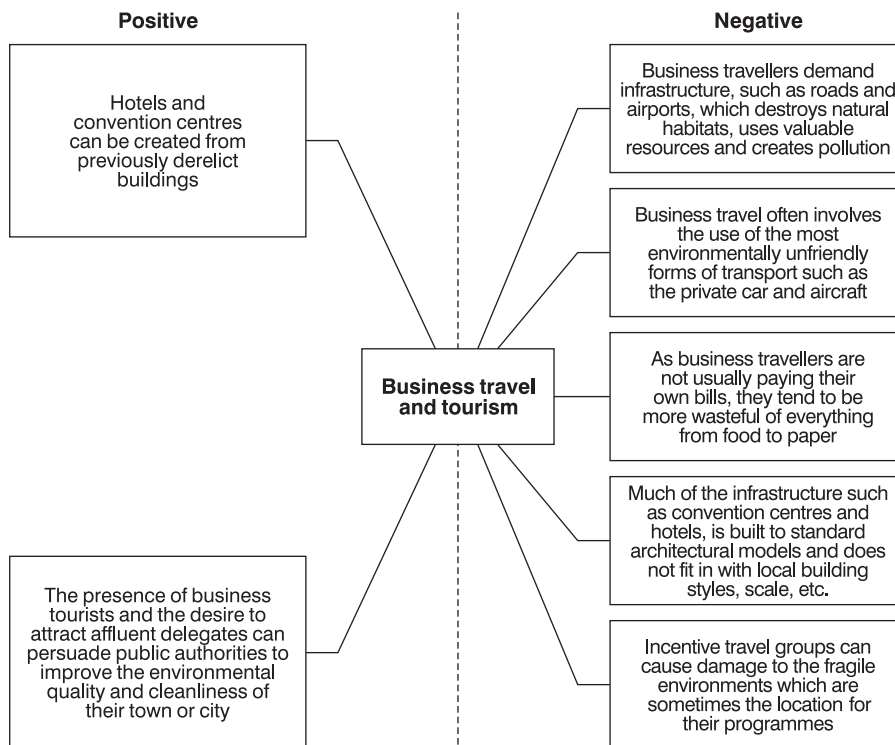 Positive
Hotels and
convention centres
can be created from
previously derelict
buildings
The presence of business
tourists and the desire to
attract affluent delegates can
persuade public authorities to
improve the environmental
quality and cleanliness of
their town or city
Business travel
and tourism
Negative
Business travellers demand
infrastructure, such as roads and
airports, which destroys natural
habitats, uses valuable
resources and creates pollution
Business travel often involves
the use of the most
environmentally unfriendly
forms of transport such as
the private car and aircraft
As business travellers are
not usually paying their
own bills, they tend to be
more wasteful of everything
from food to paper
Much of the infrastructure such
as convention centres and
hotels, is built to standard
architectural models and does
not fit in with local building
styles, scale, etc.
Incentive travel groups can
cause damage to the fragile
environments which are
sometimes the location for
their programmes